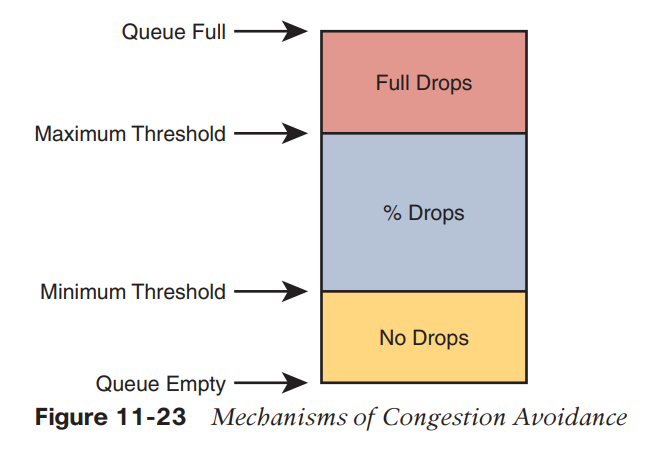 Queue Full
Full Drops
Maximum Threshold
% Drops
Minimum Threshold
No Drops
Queue Empty
Figure 11-23 Mechanisms of Congestion Avoidance